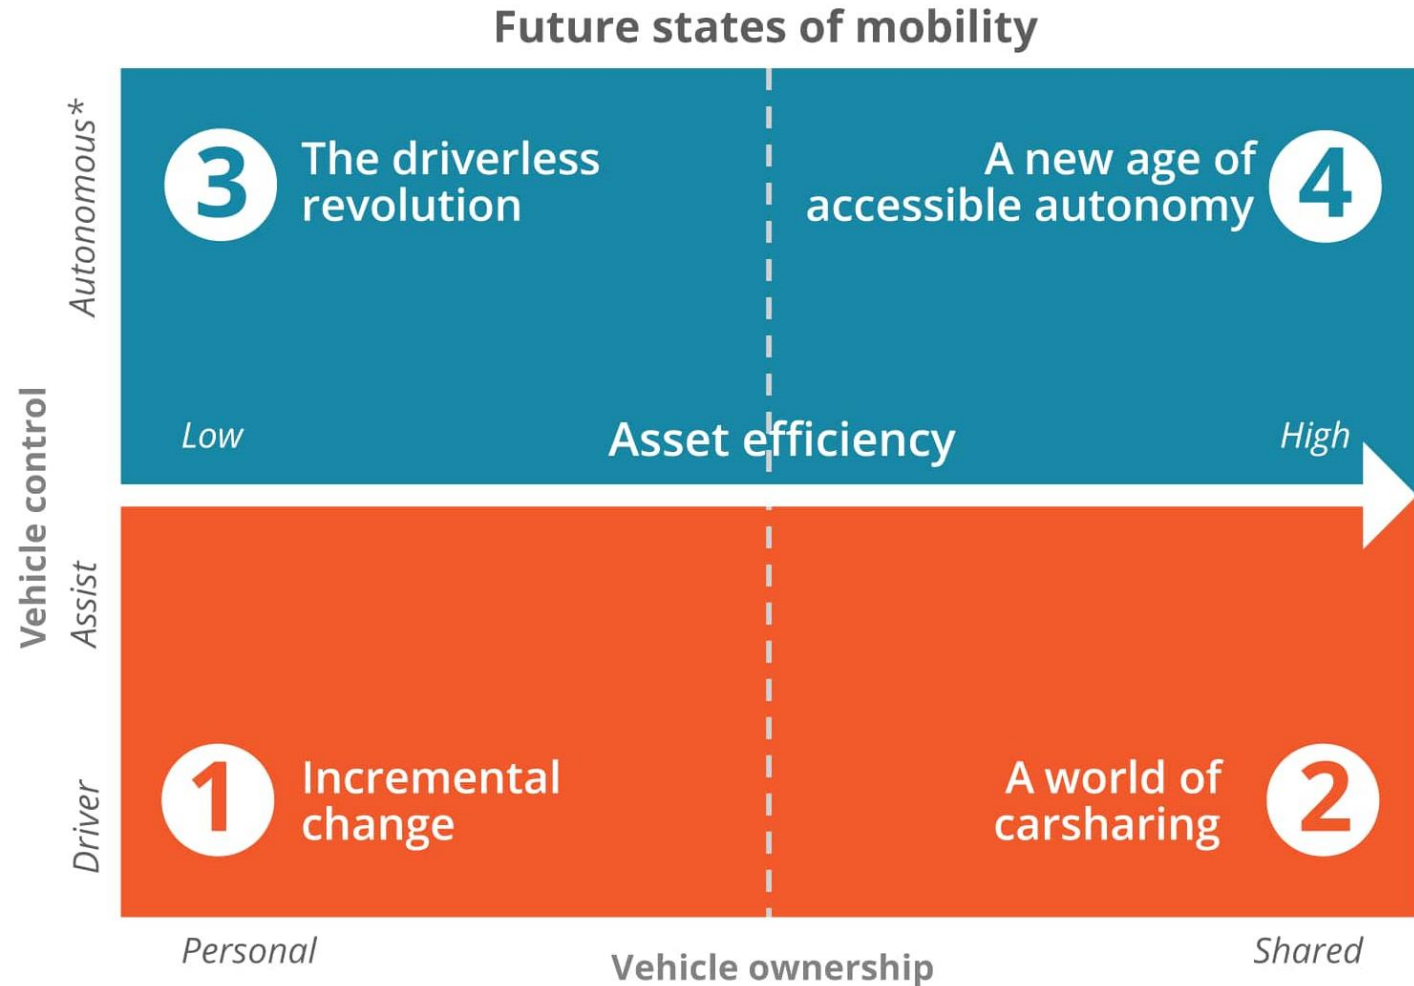 Future states of mobility
Autonomous*
3
The driverless
revolution
A new age of
accessible autonomy
4
Low
Asset efficiency
High
Vehicle control
Assist
Driver
1
Incremental
change
A world of
carsharing
2
Personal
Vehicle ownership
Shared